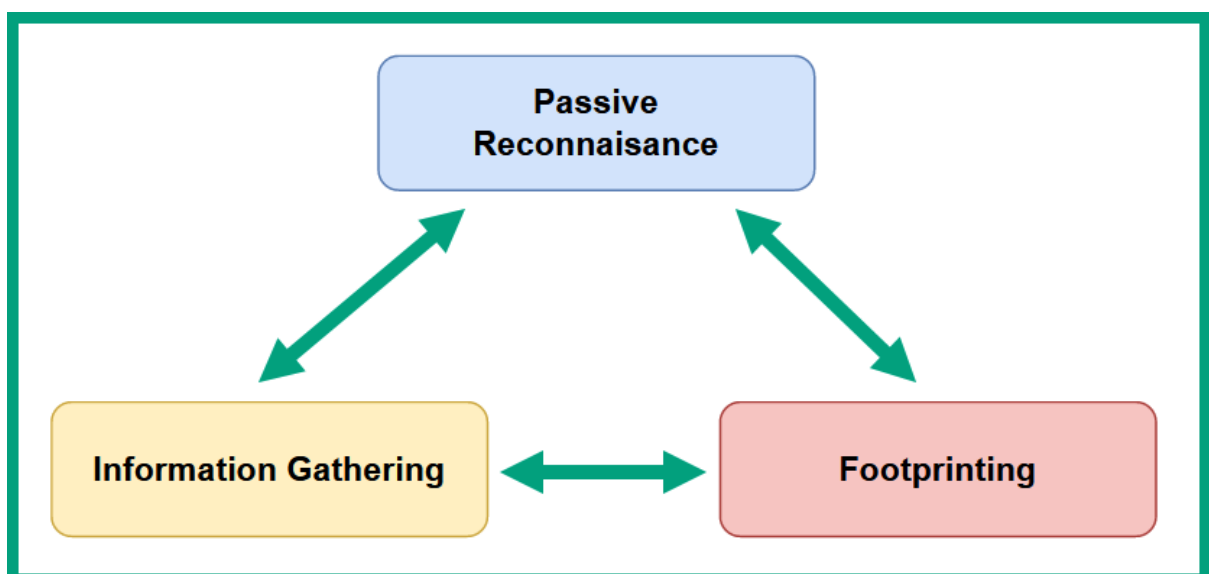 Passive
Reconnaisance
Information Gathering
Footprinting